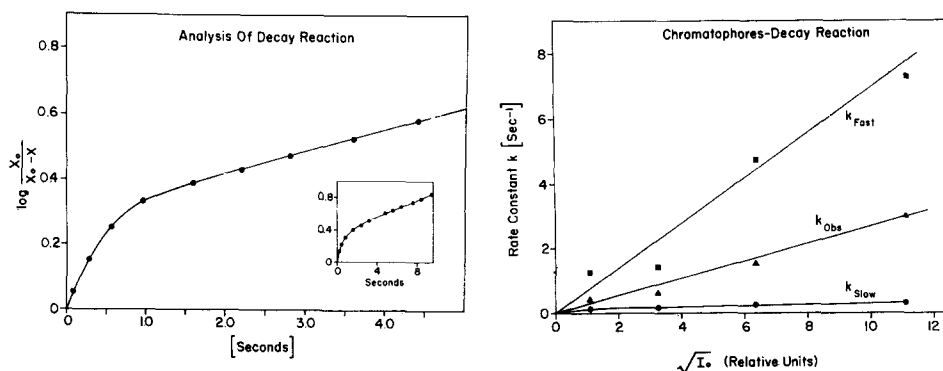 Analysis Of Decay Reaction
log X₀ / X₀-X
0.8
0.6
0.4
0.2
0
0
1.0
2.0
3.0
4.0
[Seconds]
0.8
0.4
0
0
4
8
Seconds
Chromatophores-Decay Reaction
Rate Constant k [Sec⁻¹]
8
6
4
2
0
0
2
4
6
8
10
12
k Fast
k Obs
k Slow
√I₀ (Relative Units)